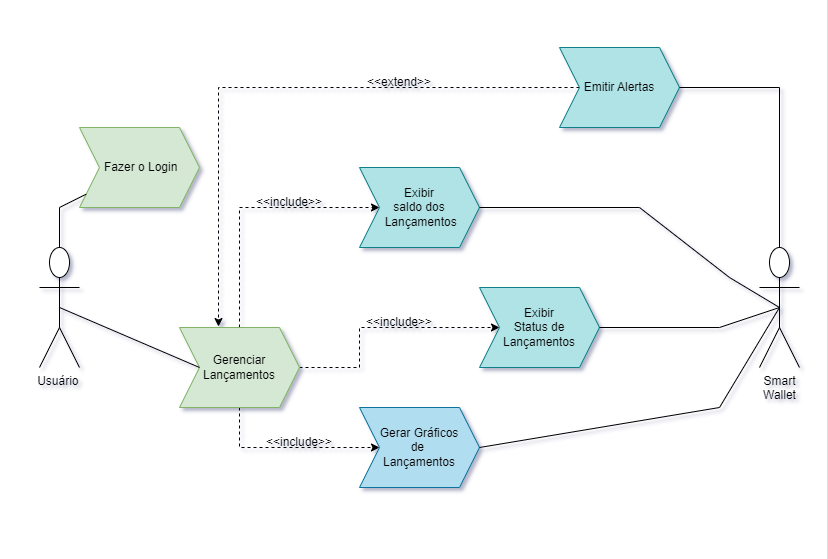 <<extend>>
Emitir Alertas
Fazer o Login
<<include>>
Exibir
saldo dos
Lançamentos
<<include>>
Exibir
Status de
Lançamentos
Gerenciar
Lançamentos
Usuário
Smart
Wallet
<<include>>
Gerar Gráficos
de
Lançamentos